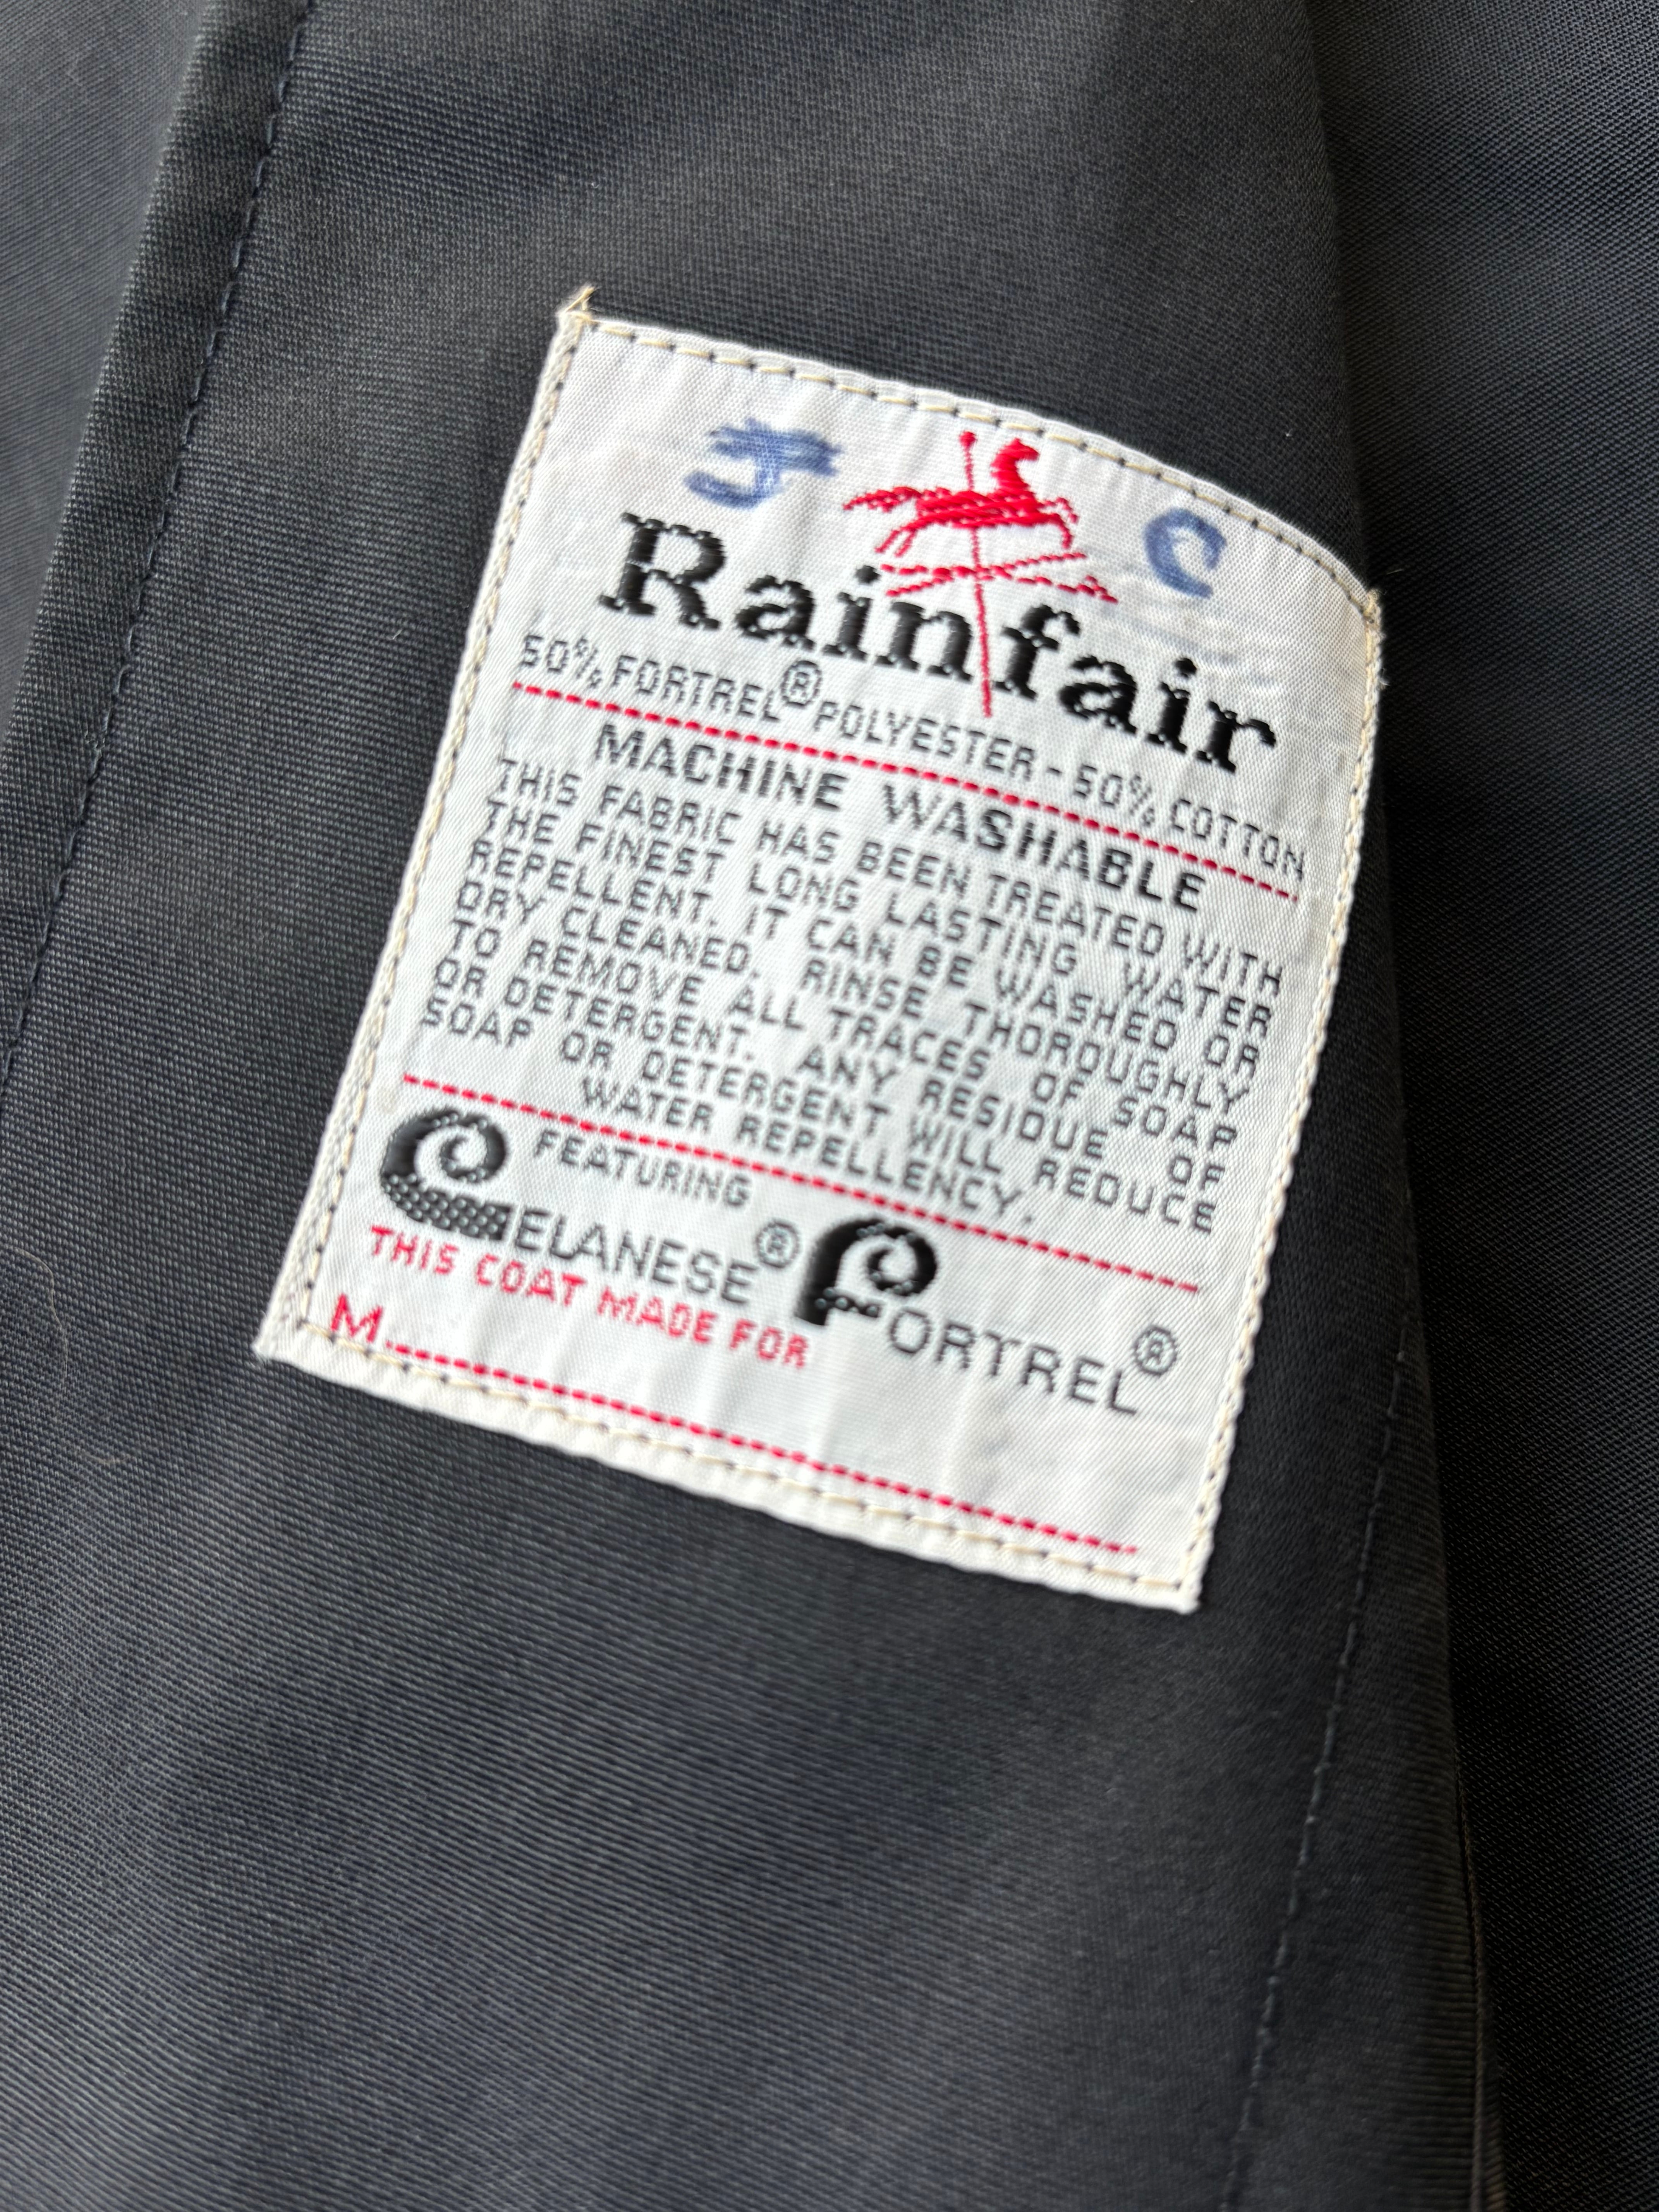 J C
Rainfair
50% FORTREL® POLYESTER - 50% COTTON
MACHINE WASHABLE
THIS FABRIC HAS BEEN TREATED WITH
THE FINEST LONG LASTING WATER
REPELLENT. IT CAN BE WASHED OR
DRY CLEANED. RINSE THOROUGHLY
TO REMOVE ALL TRACES OF SOAP
OR DETERGENT. ANY RESIDUE OF
SOAP OR DETERGENT WILL REDUCE
WATER REPELLENCY.
FEATURING
CELANESE® FORTREL®
THIS COAT MADE FOR
M